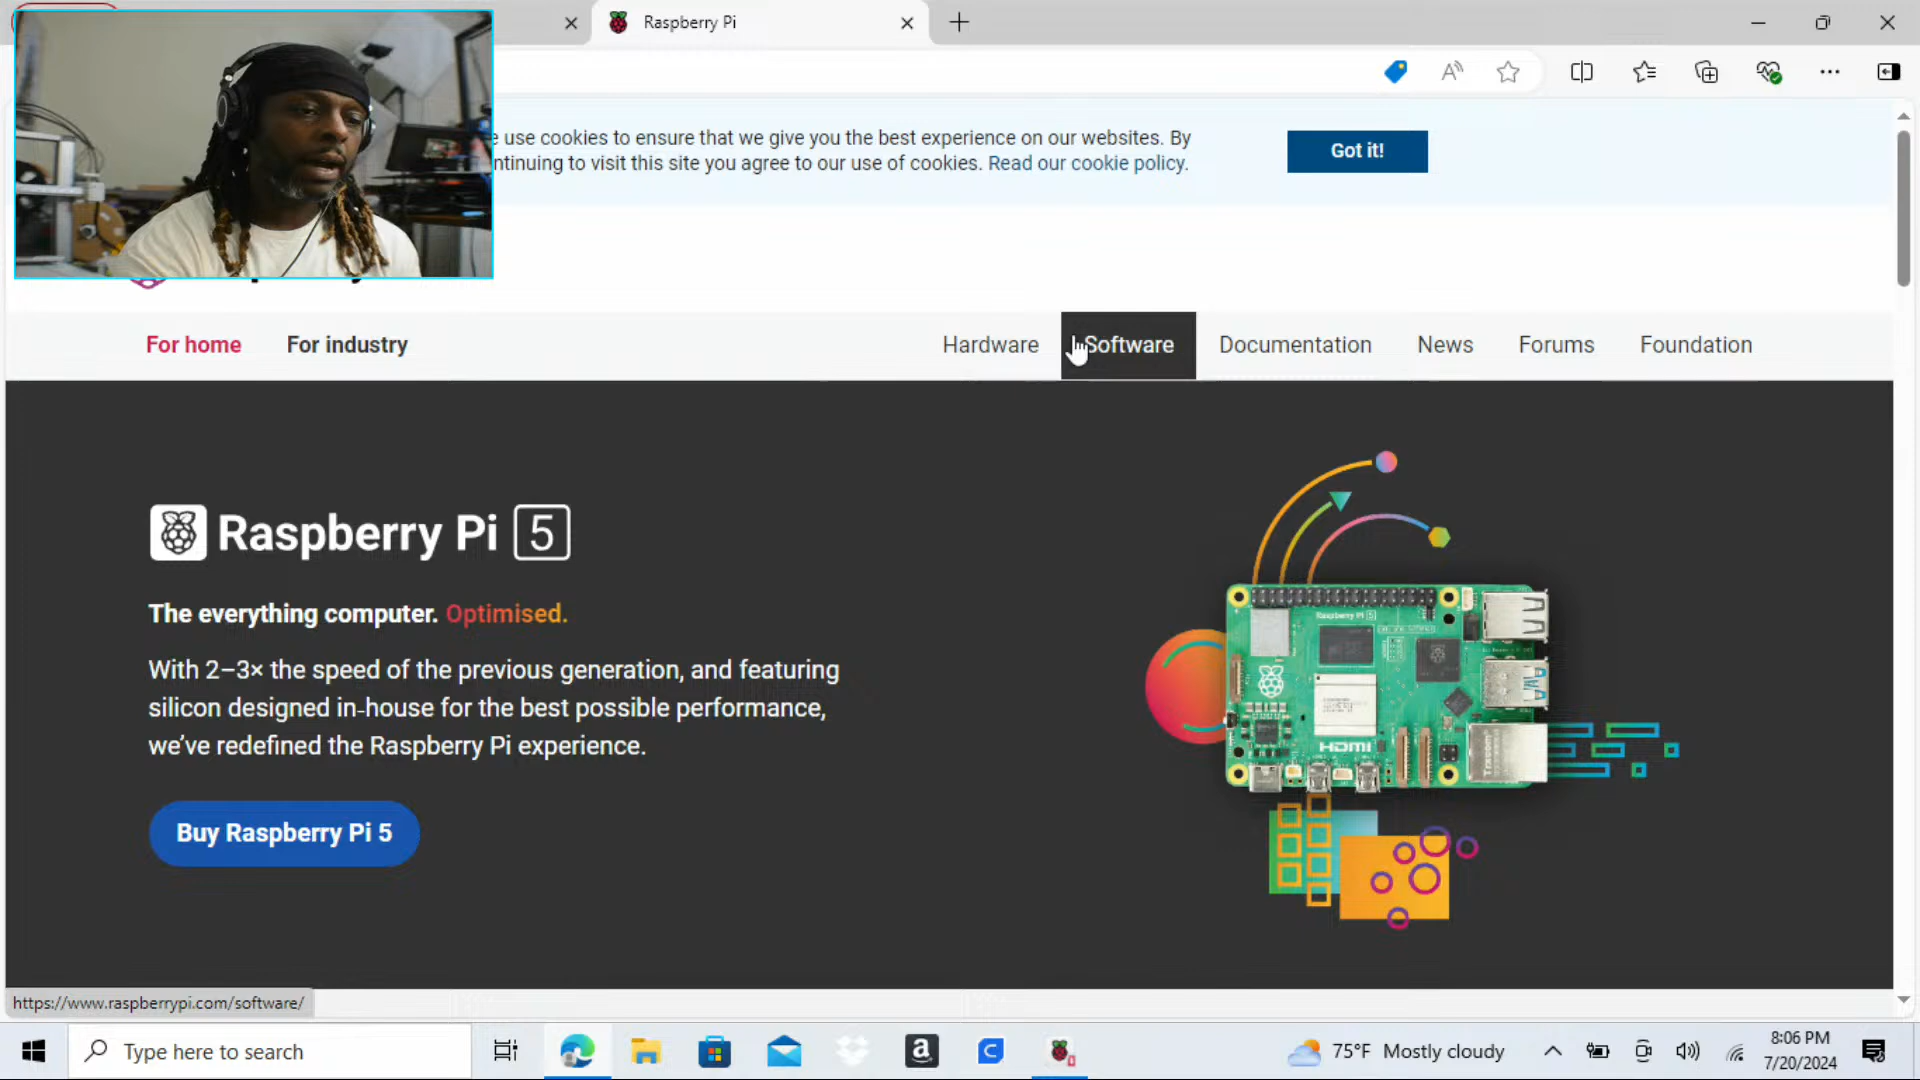 Raspberry Pi
e use cookies to ensure that we give you the best experience on our websites. By
ntinuing to visit this site you agree to our use of cookies. Read our cookie policy.
Got it!
For home
For industry
Hardware
Software
Documentation
News
Forums
Foundation
Raspberry Pi 5
The everything computer. Optimised.
With 2–3× the speed of the previous generation, and featuring
silicon designed in-house for the best possible performance,
we've redefined the Raspberry Pi experience.
Buy Raspberry Pi 5
Raspberry Pi 5
HDMI
https://www.raspberrypi.com/software/
Type here to search
75°F Mostly cloudy
8:06 PM
7/20/2024